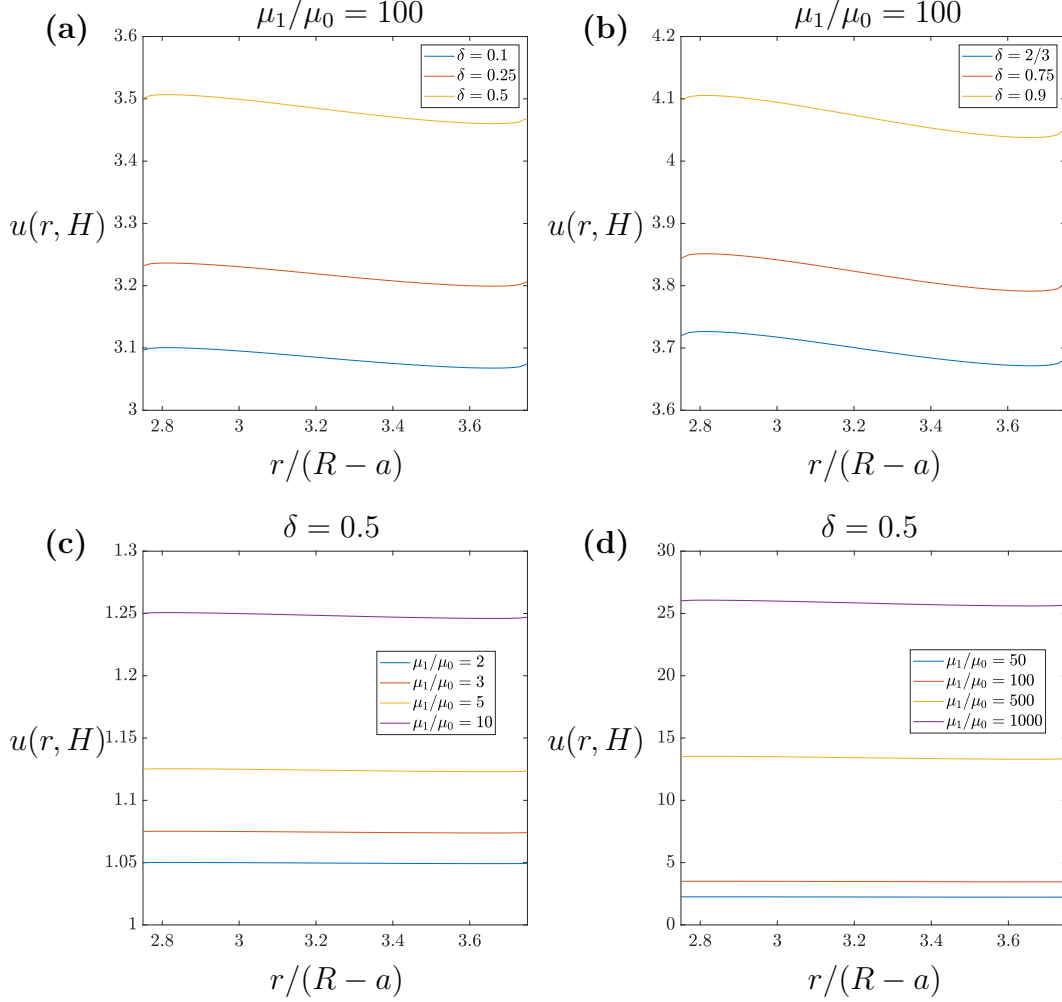 (a)
μ₁/μ₀ = 100
3.6
3.5
3.4
3.3
3.2
3.1
3
u(r, H)
δ = 0.1
δ = 0.25
δ = 0.5
2.8 3 3.2 3.4 3.6
r/(R − a)
(b)
μ₁/μ₀ = 100
4.2
4.1
4
3.9
3.8
3.7
3.6
u(r, H)
δ = 2/3
δ = 0.75
δ = 0.9
2.8 3 3.2 3.4 3.6
r/(R − a)
(c)
δ = 0.5
1.3
1.25
1.2
1.15
1.1
1.05
1
u(r, H)
μ₁/μ₀ = 2
μ₁/μ₀ = 3
μ₁/μ₀ = 5
μ₁/μ₀ = 10
2.8 3 3.2 3.4 3.6
r/(R − a)
(d)
δ = 0.5
30
25
20
15
10
5
0
u(r, H)
μ₁/μ₀ = 50
μ₁/μ₀ = 100
μ₁/μ₀ = 500
μ₁/μ₀ = 1000
2.8 3 3.2 3.4 3.6
r/(R − a)